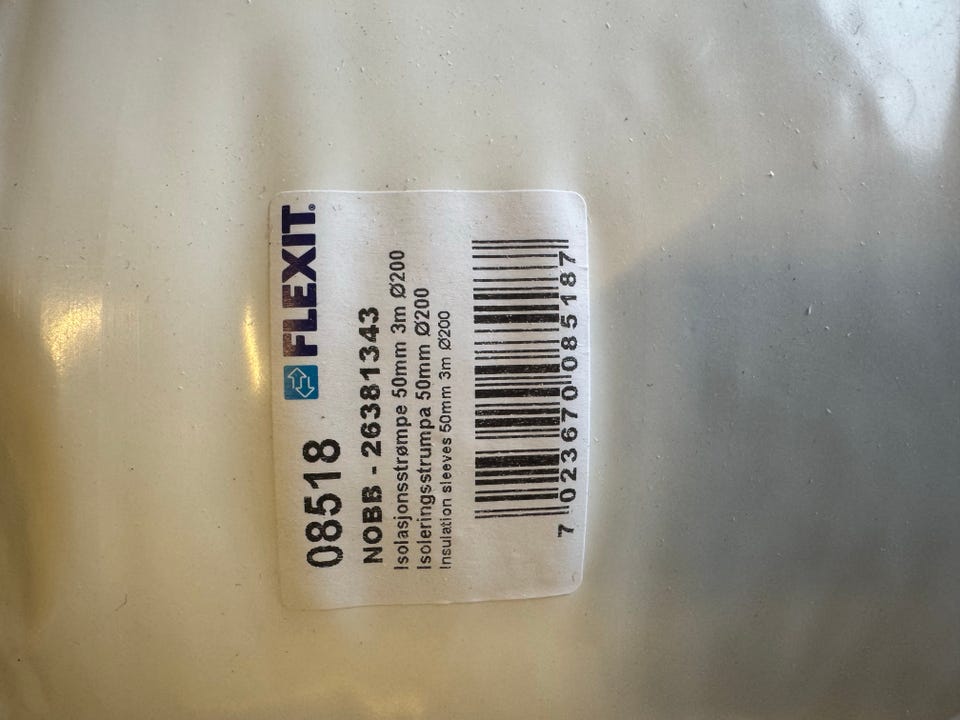 08518 FLEXIT®
NOBB - 26381343
Isolasjonsstrømpe 50mm 3m Ø200
Isoleringsstrumpa 50mm Ø200
Insulation sleeves 50mm 3m Ø200
7 023670 085187